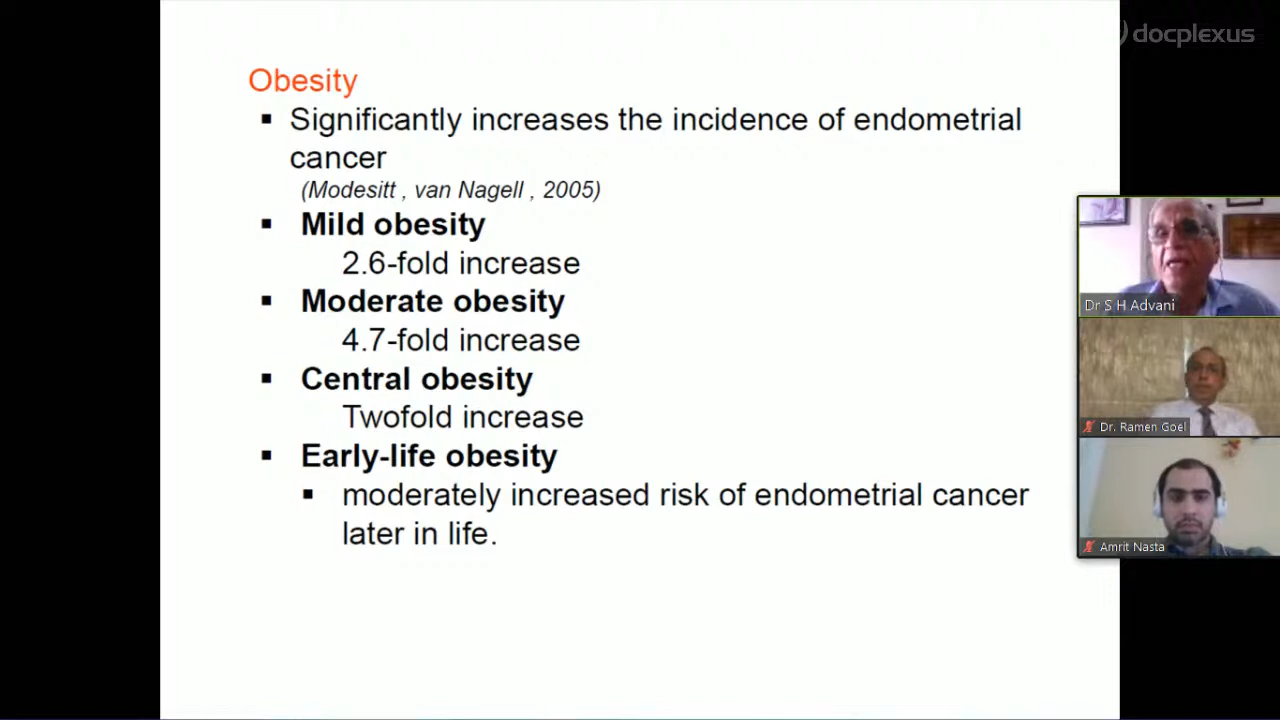 docplexus
Obesity
▪ Significantly increases the incidence of endometrial
cancer
(Modesitt , van Nagell , 2005)
▪ Mild obesity
2.6-fold increase
▪ Moderate obesity
4.7-fold increase
▪ Central obesity
Twofold increase
▪ Early-life obesity
▪ moderately increased risk of endometrial cancer
later in life.
Dr S H Advani
Dr. Ramen Goel
Amrit Nasta